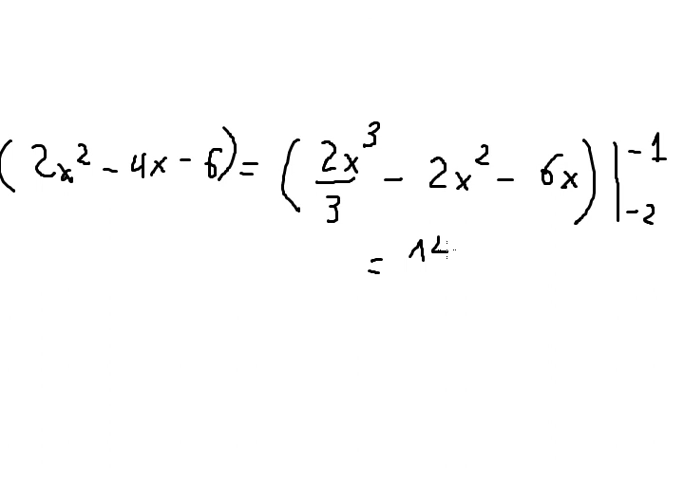 ( 2x² - 4x - 6) = ( 2x³/3 - 2x² - 6x) |₋₂⁻¹
= 14